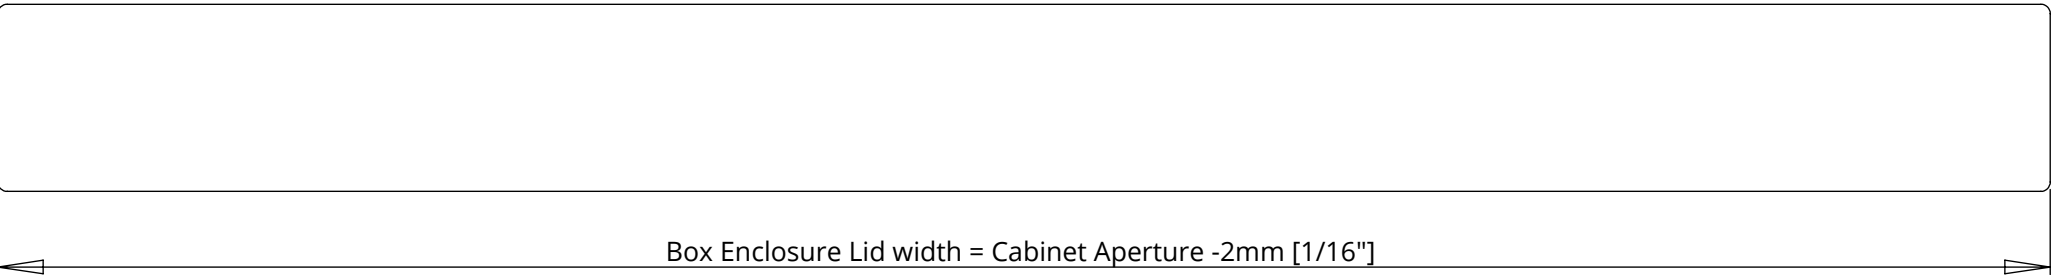 Box Enclosure Lid width = Cabinet Aperture -2mm [1/16"]